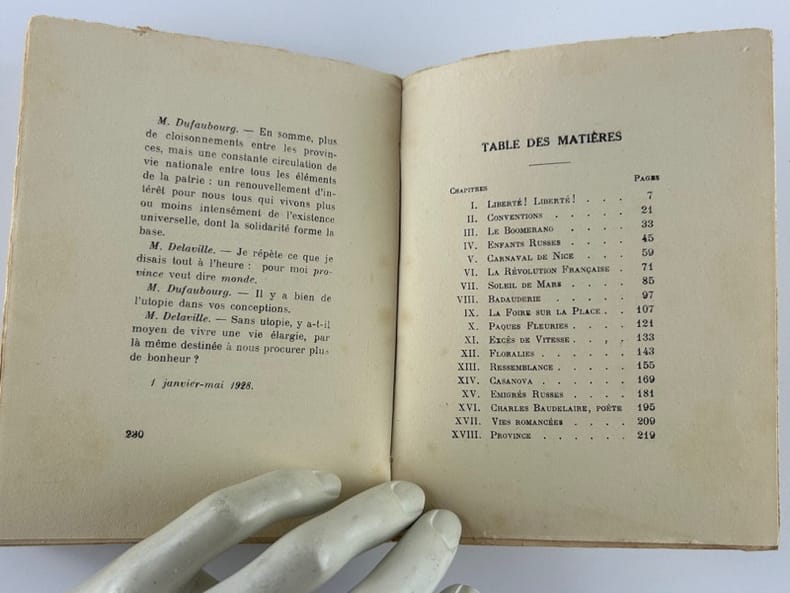 M. Dufaubourg. — En somme, plus
de cloisonnements entre les provin-
ces, mais une constante circulation de
vie nationale entre tous les éléments
de la patrie : un renouvellement d'in-
térêt pour nous tous qui vivons plus
ou moins intensément de l'existence
universelle, dont la solidarité forme la
base.
M. Delaville. — Je répète ce que je
disais tout à l'heure : pour moi pro-
vince veut dire monde.
M. Dufaubourg. — Il y a bien de
l'utopie dans vos conceptions.
M. Delaville. — Sans utopie, y a-t-il
moyen de vivre une vie élargie, par
là même destinée à nous procurer plus
de bonheur ?
1 janvier-mai 1928.
230
TABLE DES MATIÈRES
CHAPITRES PAGES
I. LIBERTÉ! LIBERTÉ! . . . 7
II. CONVENTIONS . . . . . 21
III. LE BOOMERANG . . . . 33
IV. ENFANTS RUSSES . . . . 45
V. CARNAVAL DE NICE . . . 59
VI. LA RÉVOLUTION FRANÇAISE . 71
VII. SOLEIL DE MARS . . . . 85
VIII. BADAUDERIE . . . . . 97
IX. LA FOIRE SUR LA PLACE . . 107
X. PAQUES FLEURIES . . . . 121
XI. EXCÈS DE VITESSE . . . . 133
XII. FLORALIES . . . . . . 143
XIII. RESSEMBLANCE . . . . . 155
XIV. CASANOVA . . . . . . 169
XV. EMIGRÉS RUSSES . . . . 181
XVI. CHARLES BAUDELAIRE, POÈTE 195
XVII. VIES ROMANCÉES . . . . 209
XVIII. PROVINCE . . . . . . 219